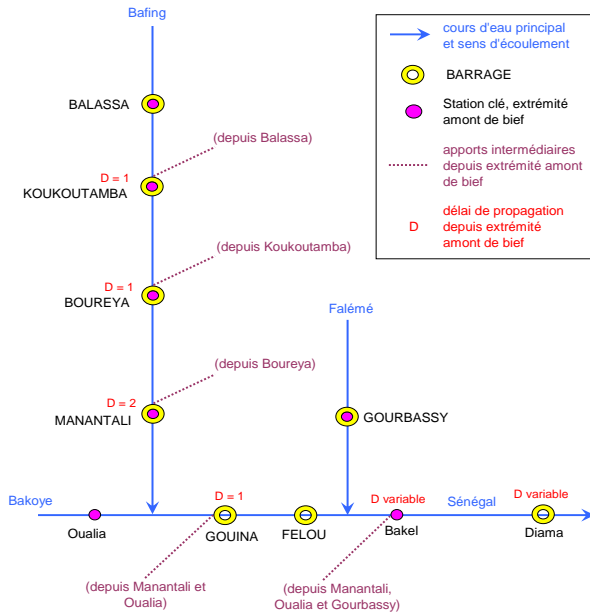 Bafing
BALASSA
(depuis Balassa)
D = 1
KOUKOUTAMBA
(depuis Koukoutamba)
D = 1
BOUREYA
Falémé
(depuis Boureya)
D = 2
MANANTALI
GOURBASSY
Bakoye
D = 1
D variable
Sénégal
D variable
Oualia
GOUINA
FELOU
Bakel
Diama
(depuis Manantali et
Oualia)
(depuis Manantali,
Oualia et Gourbassy)
cours d'eau principal
et sens d'écoulement
BARRAGE
Station clé, extrémité
amont de bief
apports intermédiaires
depuis extrémité amont
de bief
D
délai de propagation
depuis extrémité
amont de bief